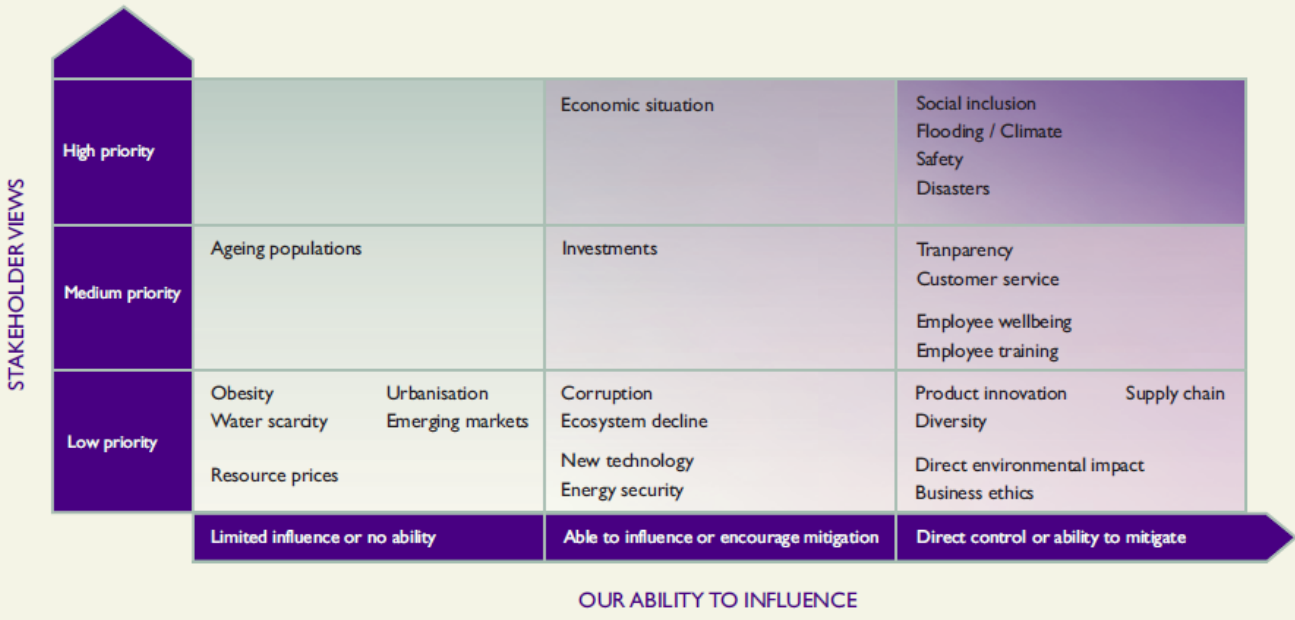 STAKEHOLDER VIEWS
High priority
Economic situation
Social inclusion
Flooding / Climate
Safety
Disasters
Medium priority
Ageing populations
Investments
Tranparency
Customer service
Employee wellbeing
Employee training
Low priority
Obesity
Urbanisation
Water scarcity
Emerging markets
Resource prices
Corruption
Ecosystem decline
New technology
Energy security
Product innovation
Supply chain
Diversity
Direct environmental impact
Business ethics
Limited influence or no ability
Able to influence or encourage mitigation
Direct control or ability to mitigate
OUR ABILITY TO INFLUENCE